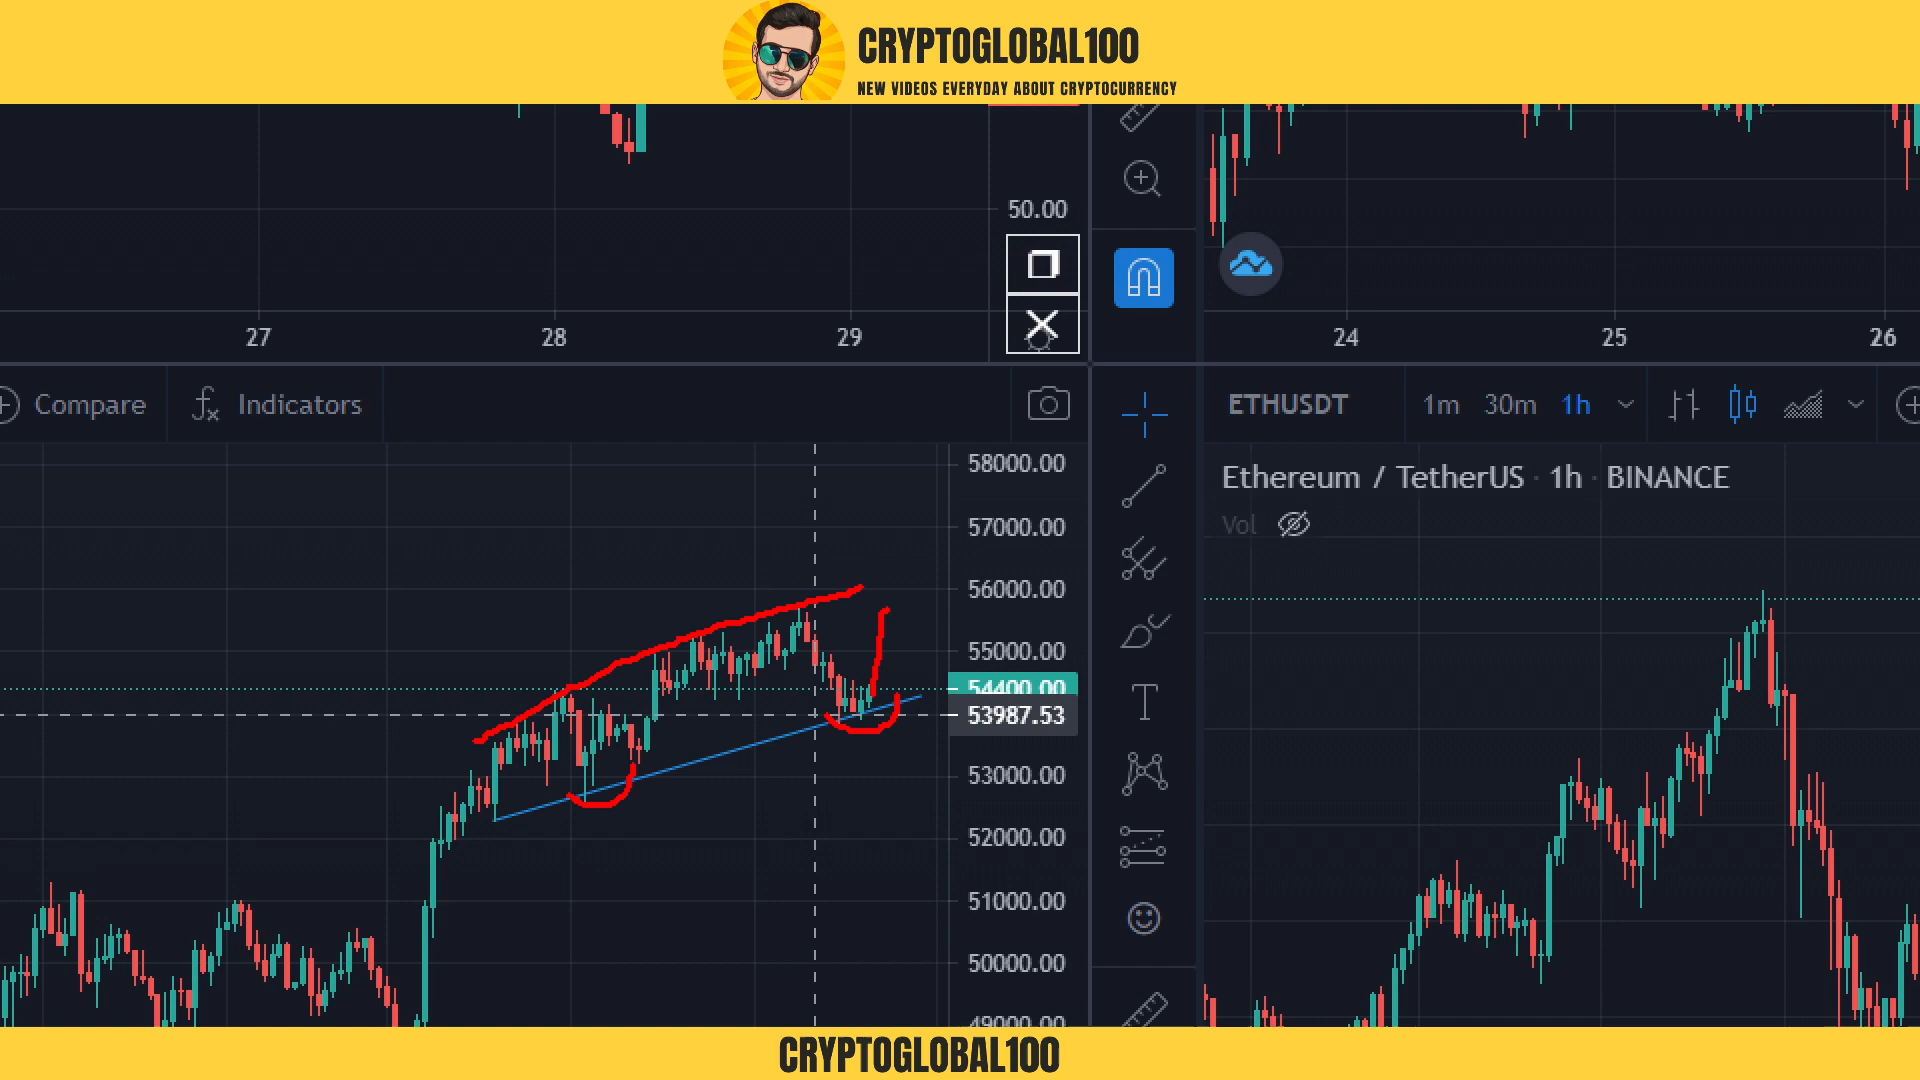 CRYPTOGLOBAL100
NEW VIDEOS EVERYDAY ABOUT CRYPTOCURRENCY
50.00
27 28 29
24 25 26
Compare Indicators
ETHUSDT 1m 30m 1h
Ethereum / TetherUS · 1h · BINANCE
Vol
58000.00
57000.00
56000.00
55000.00
54400.00
53987.53
53000.00
52000.00
51000.00
50000.00
49000.00
CRYPTOGLOBAL100